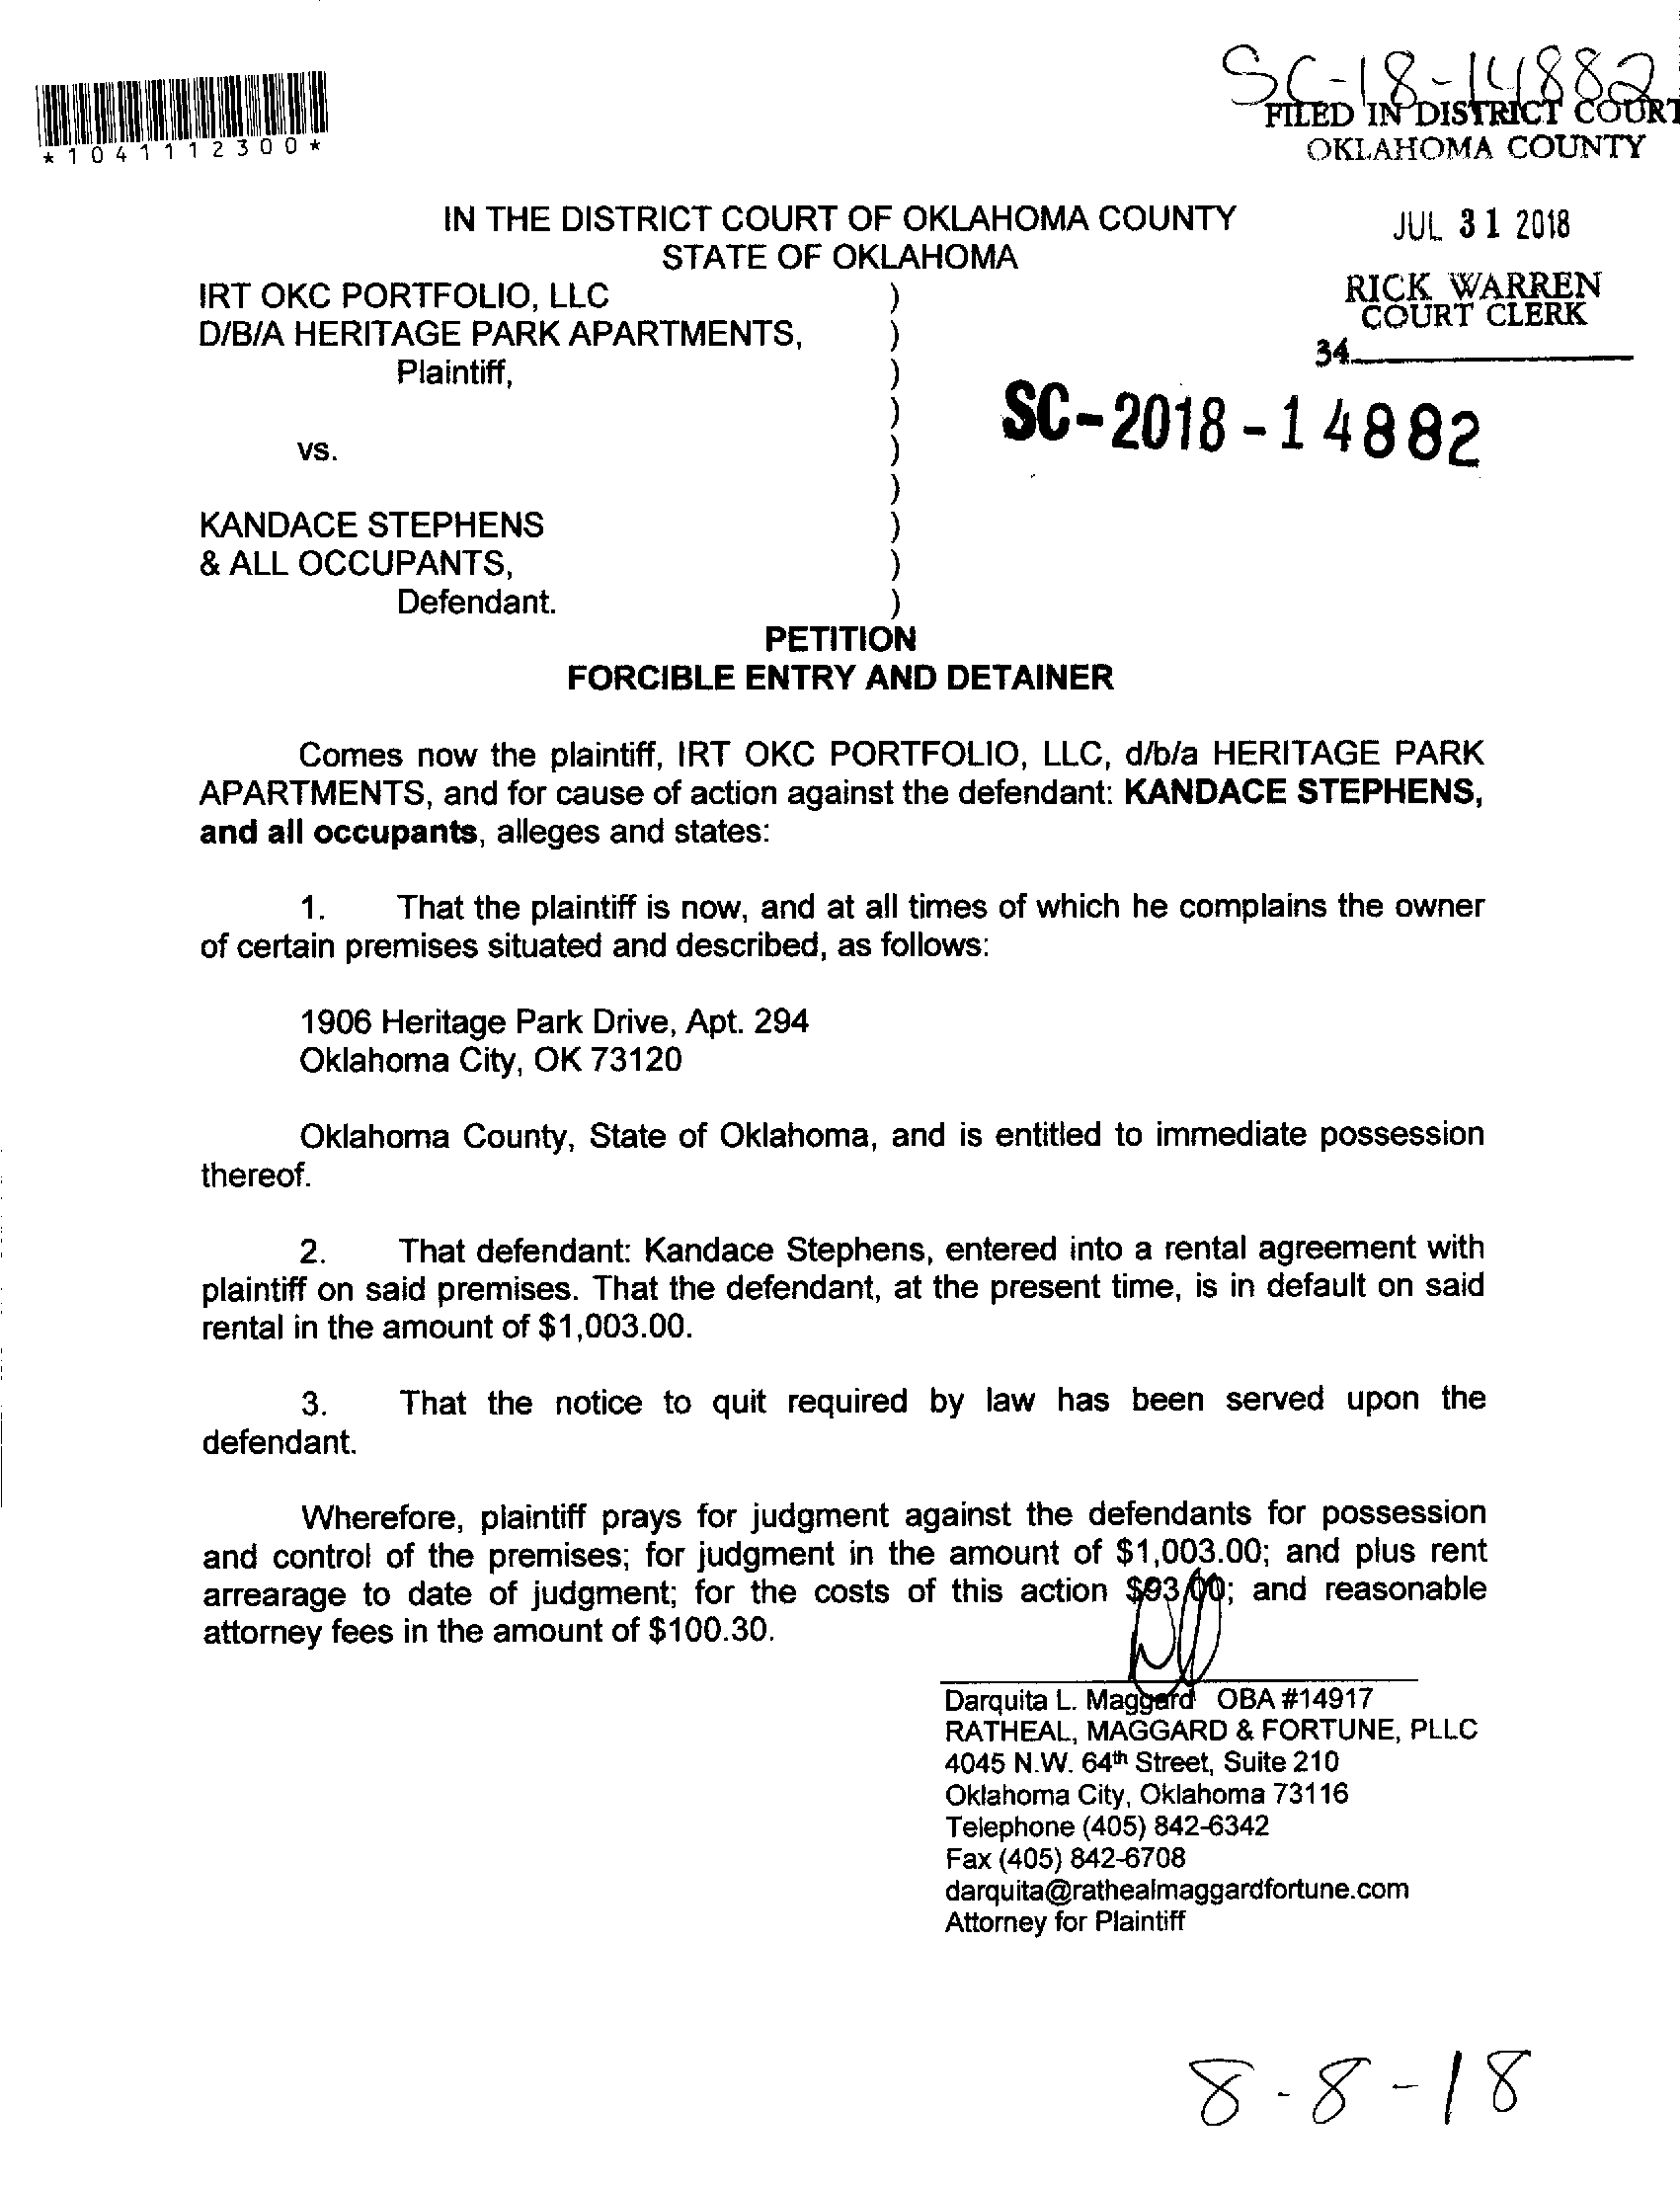 SC-18-14882
FILED IN DISTRICT COURT
OKLAHOMA COUNTY
*1041112300*
IN THE DISTRICT COURT OF OKLAHOMA COUNTY
STATE OF OKLAHOMA
JUL 31 2018
RICK WARREN
COURT CLERK
34
IRT OKC PORTFOLIO, LLC )
D/B/A HERITAGE PARK APARTMENTS, )
Plaintiff, )
)
vs. )
)
KANDACE STEPHENS )
& ALL OCCUPANTS, )
Defendant. )
SC-2018-14882
PETITION
FORCIBLE ENTRY AND DETAINER
Comes now the plaintiff, IRT OKC PORTFOLIO, LLC, d/b/a HERITAGE PARK
APARTMENTS, and for cause of action against the defendant: KANDACE STEPHENS,
and all occupants, alleges and states:
1. That the plaintiff is now, and at all times of which he complains the owner
of certain premises situated and described, as follows:
1906 Heritage Park Drive, Apt. 294
Oklahoma City, OK 73120
Oklahoma County, State of Oklahoma, and is entitled to immediate possession
thereof.
2. That defendant: Kandace Stephens, entered into a rental agreement with
plaintiff on said premises. That the defendant, at the present time, is in default on said
rental in the amount of $1,003.00.
3. That the notice to quit required by law has been served upon the
defendant.
Wherefore, plaintiff prays for judgment against the defendants for possession
and control of the premises; for judgment in the amount of $1,003.00; and plus rent
arrearage to date of judgment; for the costs of this action $93.00; and reasonable
attorney fees in the amount of $100.30.
Darquita L. Maggard OBA #14917
RATHEAL, MAGGARD & FORTUNE, PLLC
4045 N.W. 64th Street, Suite 210
Oklahoma City, Oklahoma 73116
Telephone (405) 842-6342
Fax (405) 842-6708
darquita@rathealmaggardfortune.com
Attorney for Plaintiff
8-8-18